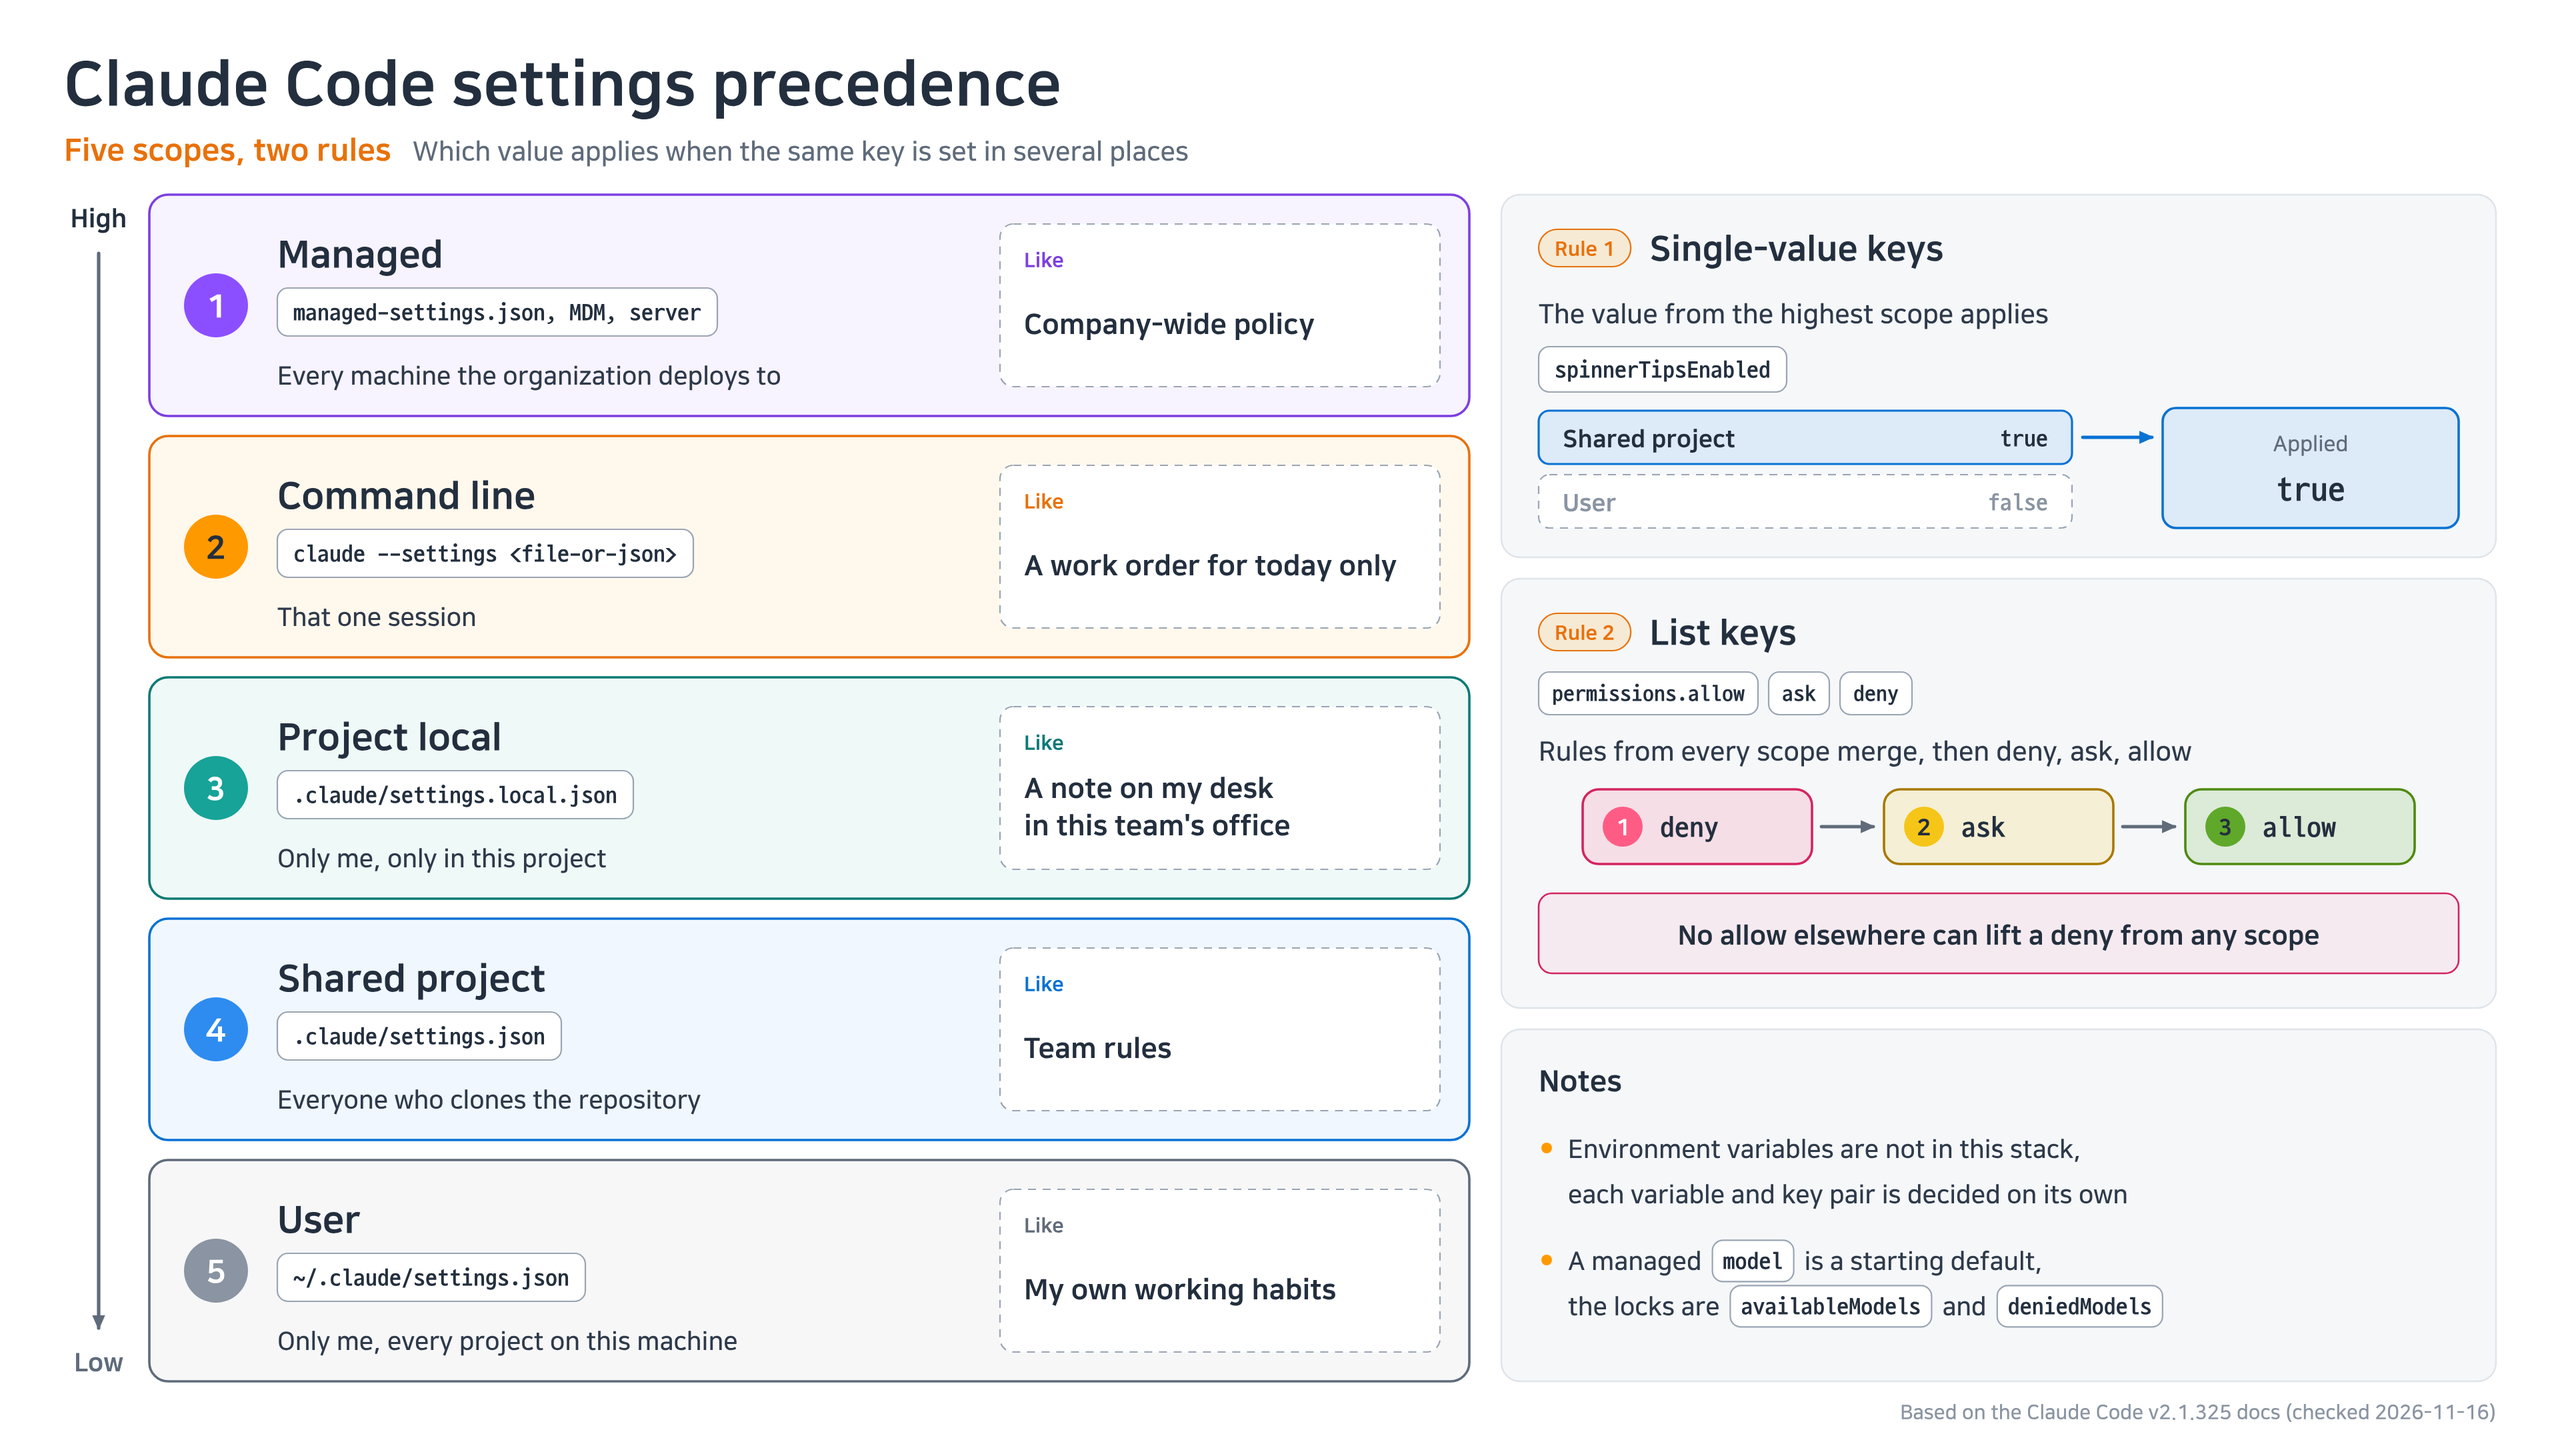 Claude Code settings precedence
Five scopes, two rules Which value applies when the same key is set in several places
High
Low
1
Managed
managed-settings.json, MDM, server
Every machine the organization deploys to
Like
Company-wide policy
2
Command line
claude --settings <file-or-json>
That one session
Like
A work order for today only
3
Project local
.claude/settings.local.json
Only me, only in this project
Like
A note on my desk
in this team's office
4
Shared project
.claude/settings.json
Everyone who clones the repository
Like
Team rules
5
User
~/.claude/settings.json
Only me, every project on this machine
Like
My own working habits
Rule 1 Single-value keys
The value from the highest scope applies
spinnerTipsEnabled
Shared project true
User false
Applied
true
Rule 2 List keys
permissions.allow ask deny
Rules from every scope merge, then deny, ask, allow
1 deny 2 ask 3 allow
No allow elsewhere can lift a deny from any scope
Notes
Environment variables are not in this stack,
each variable and key pair is decided on its own
A managed model is a starting default,
the locks are availableModels and deniedModels
Based on the Claude Code v2.1.325 docs (checked 2026-11-16)